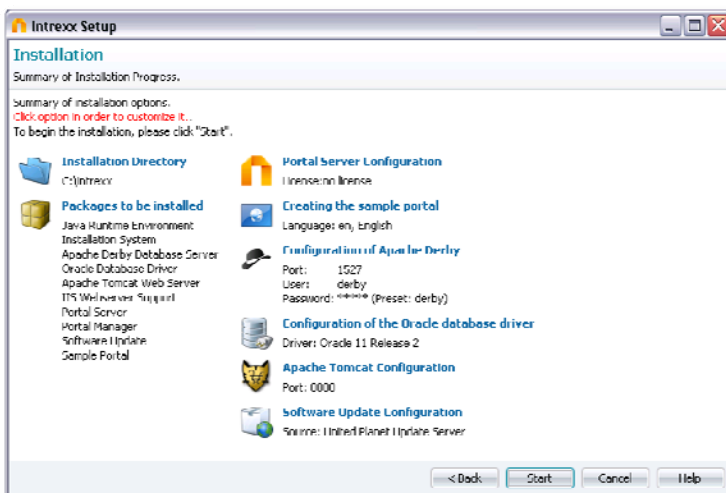 Intrexx Setup
Installation
Summary of Installation Progress.
Summary of installation options.
Click option in order to customize it..
To begin the installation, please click "Start".
Installation Directory
C:\Intrexx
Packages to be installed
Java Runtime Environment
Installation System
Apache Derby Database Server
Oracle Database Driver
Apache Tomcat Web Server
IIS Webserver Support
Portal Server
Portal Manager
Software Update
Sample Portal
Portal Server Configuration
License:no license
Creating the sample portal
Language: en, English
Configuration of Apache Derby
Port: 1527
User: derby
Password: ***** (Preset: derby)
Configuration of the Oracle database driver
Driver: Oracle 11 Release 2
Apache Tomcat Configuration
Port:
Software Update Configuration
Source: United Planet Update Server
< Back
Start
Cancel
Help